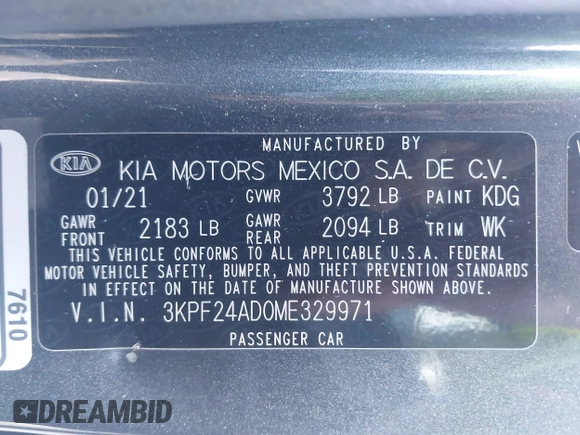 MANUFACTURED BY
KIA KIA MOTORS MEXICO S.A. DE C.V.
01/21 GVWR 3792 LB PAINT KDG
GAWR FRONT 2183 LB GAWR REAR 2094 LB TRIM WK
THIS VEHICLE CONFORMS TO ALL APPLICABLE U.S.A. FEDERAL
MOTOR VEHICLE SAFETY, BUMPER, AND THEFT PREVENTION STANDARDS
IN EFFECT ON THE DATE OF MANUFACTURE SHOWN ABOVE.
V.I.N. 3KPF24AD0ME329971
PASSENGER CAR
7610
DREAMBID